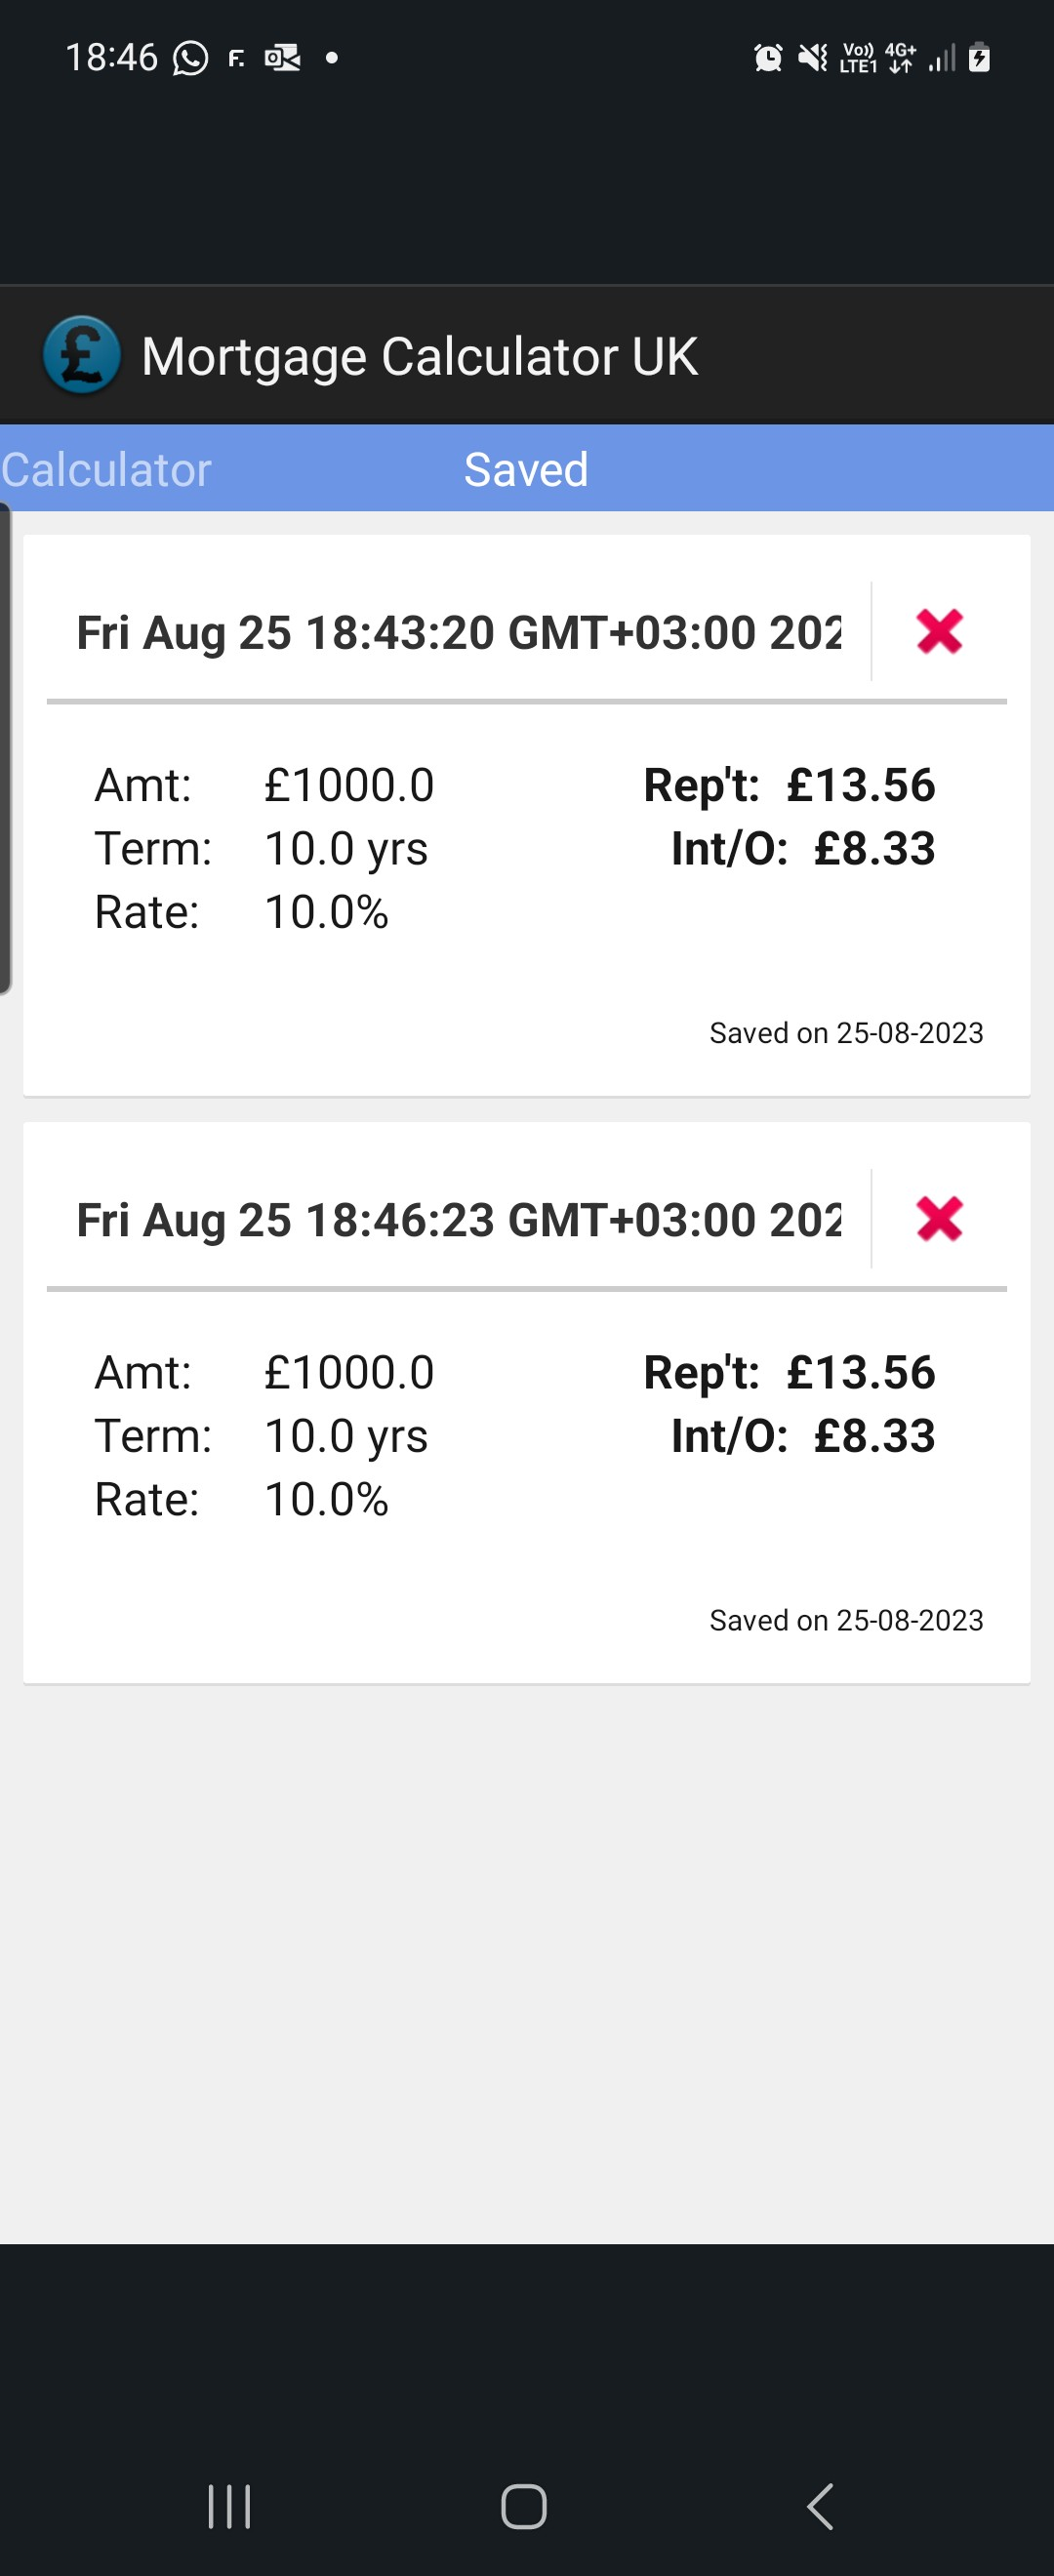 18:46 F.
Vo)) LTE1 4G+
£ Mortgage Calculator UK
Calculator Saved
Fri Aug 25 18:43:20 GMT+03:00 202
Amt: £1000.0 Rep't: £13.56
Term: 10.0 yrs Int/O: £8.33
Rate: 10.0%
Saved on 25-08-2023
Fri Aug 25 18:46:23 GMT+03:00 202
Amt: £1000.0 Rep't: £13.56
Term: 10.0 yrs Int/O: £8.33
Rate: 10.0%
Saved on 25-08-2023